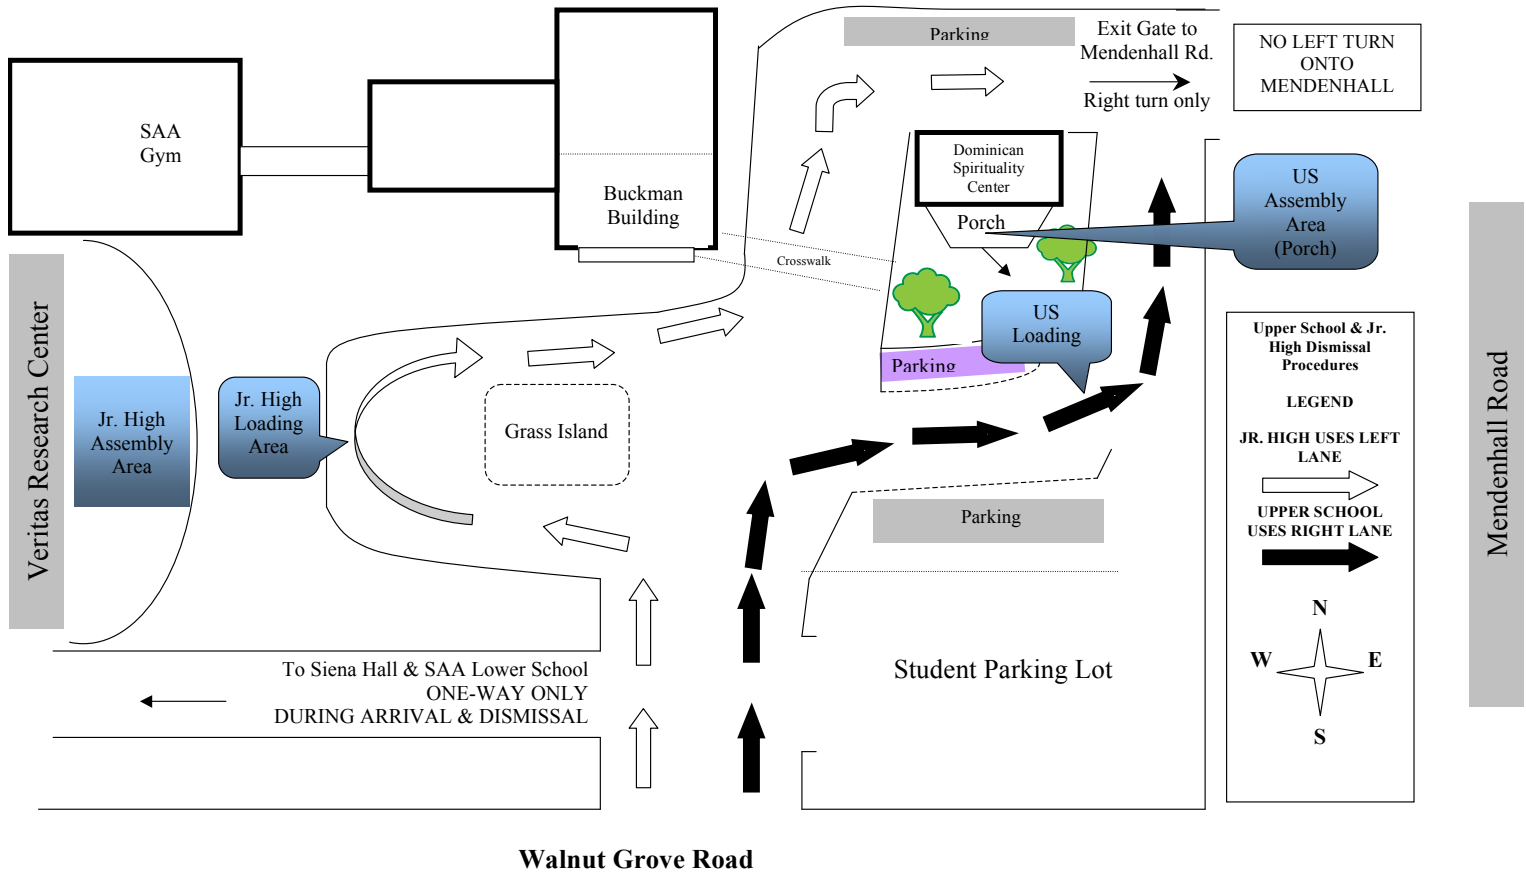 Parking
Exit Gate to
Mendenhall Rd.
Right turn only
NO LEFT TURN
ONTO
MENDENHALL
SAA
Gym
Buckman
Building
Dominican
Spirituality
Center
Porch
US
Assembly
Area
(Porch)
Crosswalk
US
Loading
Parking
Veritas Research Center
Jr. High
Assembly
Area
Jr. High
Loading
Area
Grass Island
Parking
Upper School & Jr.
High Dismissal
Procedures
LEGEND
JR. HIGH USES LEFT
LANE
UPPER SCHOOL
USES RIGHT LANE
N
W
E
S
Mendenhall Road
To Siena Hall & SAA Lower School
ONE-WAY ONLY
DURING ARRIVAL & DISMISSAL
Student Parking Lot
Walnut Grove Road